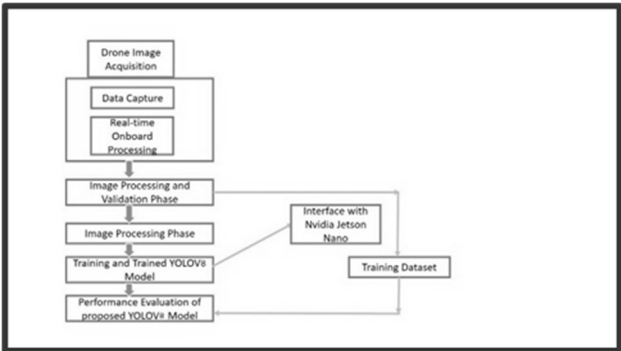 Drone Image
Acquisition
Data Capture
Real-time
Onboard
Processing
Image Processing and
Validation Phase
Interface with
Nvidia Jetson
Nano
Image Processing Phase
Training and Trained YOLOV8
Model
Training Dataset
Performance Evaluation of
proposed YOLOV8 Model